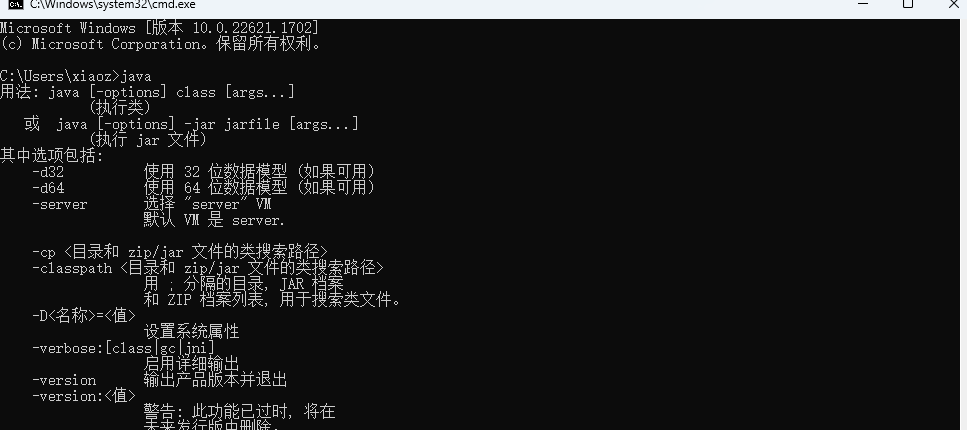 C:\Windows\system32\cmd.exe
Microsoft Windows [版本 10.0.22621.1702]
(c) Microsoft Corporation。保留所有权利。
C:\Users\xiaoz>java
用法: java [-options] class [args...]
(执行类)
或  java [-options] -jar jarfile [args...]
(执行 jar 文件)
其中选项包括:
-d32 使用 32 位数据模型 (如果可用)
-d64 使用 64 位数据模型 (如果可用)
-server 选择 "server" VM
默认 VM 是 server.
-cp <目录和 zip/jar 文件的类搜索路径>
-classpath <目录和 zip/jar 文件的类搜索路径>
用 ; 分隔的目录, JAR 档案
和 ZIP 档案列表, 用于搜索类文件。
-D<名称>=<值>
设置系统属性
-verbose:[class|gc|jni]
启用详细输出
-version 输出产品版本并退出
-version:<值>
警告: 此功能已过时, 将在
未来发行版中删除。